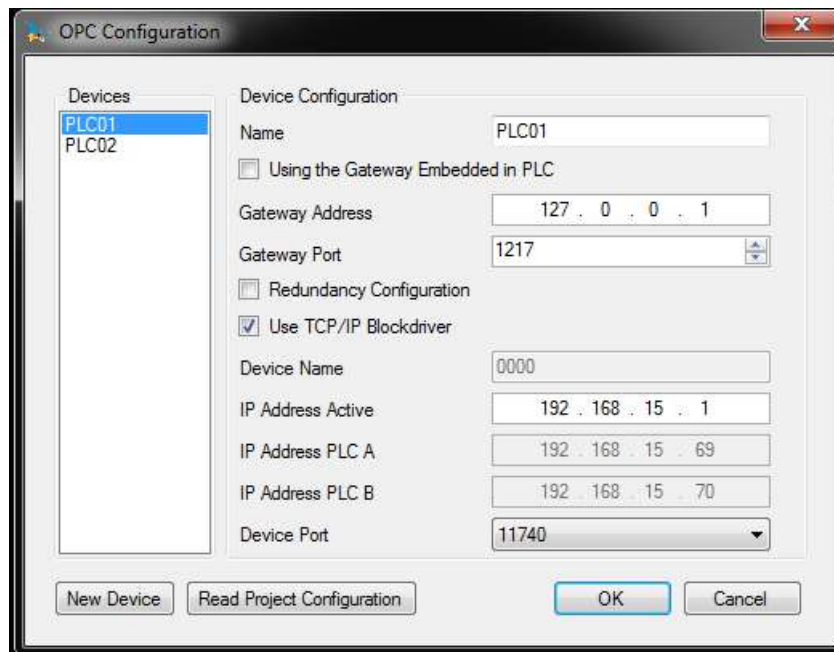 OPC Configuration
Devices
PLC01
PLC02
Device Configuration
Name PLC01
Using the Gateway Embedded in PLC
Gateway Address 127 . 0 . 0 . 1
Gateway Port 1217
Redundancy Configuration
Use TCP/IP Blockdriver
Device Name 0000
IP Address Active 192 . 168 . 15 . 1
IP Address PLC A 192 . 168 . 15 . 69
IP Address PLC B 192 . 168 . 15 . 70
Device Port 11740
New Device Read Project Configuration OK Cancel